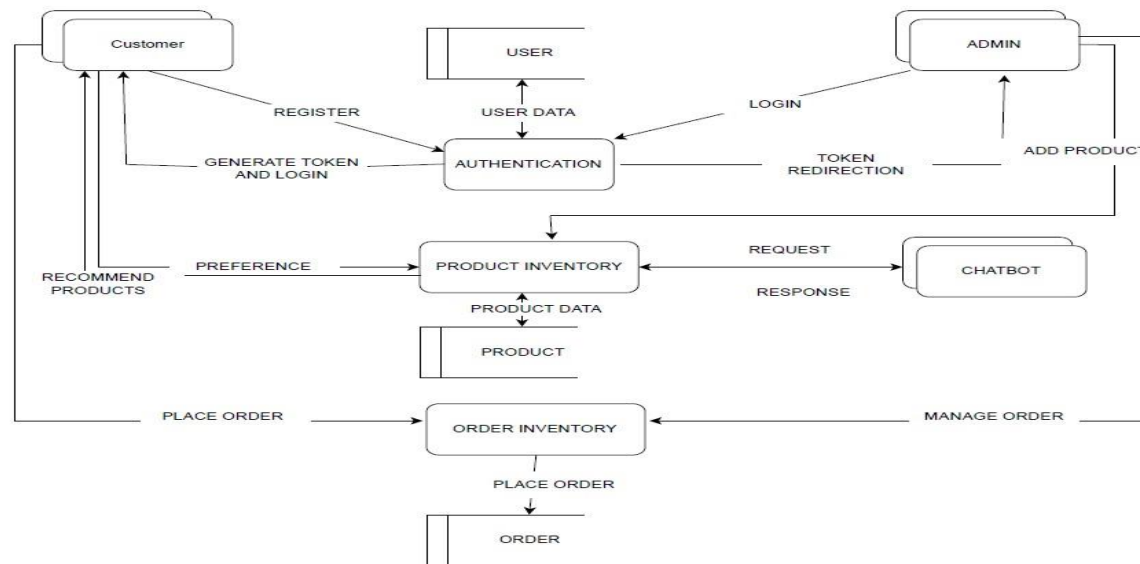 Customer
USER
ADMIN
REGISTER
USER DATA
LOGIN
GENERATE TOKEN
AND LOGIN
AUTHENTICATION
TOKEN
REDIRECTION
ADD PRODUCT
RECOMMEND
PRODUCTS
PREFERENCE
PRODUCT INVENTORY
REQUEST
RESPONSE
CHATBOT
PRODUCT DATA
PRODUCT
PLACE ORDER
ORDER INVENTORY
MANAGE ORDER
PLACE ORDER
ORDER